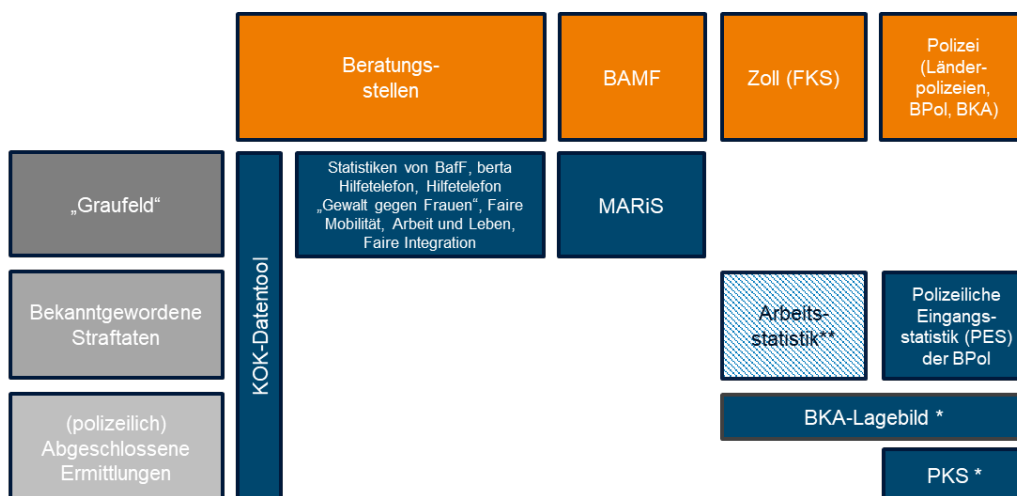 Beratungs-
stellen
BAMF
Zoll (FKS)
Polizei
(Länder-
polizeien,
BPol, BKA)
„Graufeld“
KOK-Datentool
Statistiken von BafF, berta
Hilfetelefon, Hilfetelefon
„Gewalt gegen Frauen“, Faire
Mobilität, Arbeit und Leben,
Faire Integration
MARiS
Bekanntgewordene
Straftaten
Arbeits-
statistik**
Polizeiliche
Eingangs-
statistik (PES)
der BPol
(polizeilich)
Abgeschlossene
Ermittlungen
BKA-Lagebild *
PKS *